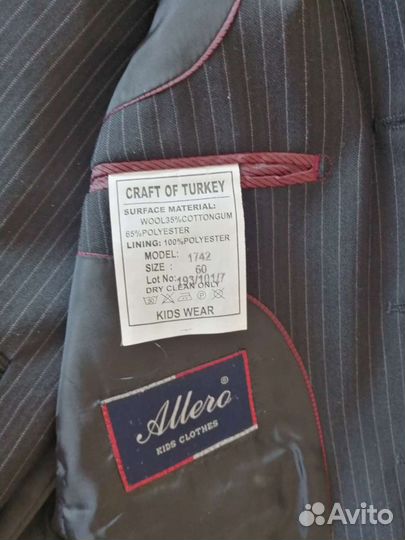 CRAFT OF TURKEY
SURFACE MATERIAL:
WOOL35%COTTONGUM
65%POLYESTER
LINING: 100%POLYESTER
MODEL: 1742
SIZE : 60
Lot No: 193/101/7
DRY CLEAN ONLY
KIDS WEAR
Allero®
KIDS CLOTHES
Avito